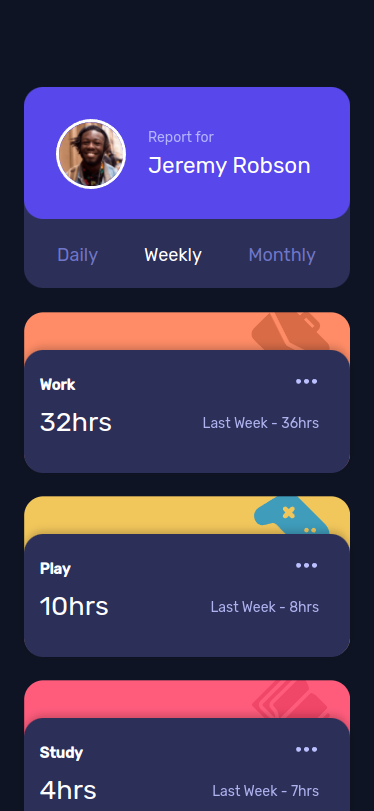 Report for
Jeremy Robson
Daily Weekly Monthly
Work
32hrs Last Week - 36hrs
Play
10hrs Last Week - 8hrs
Study
4hrs Last Week - 7hrs